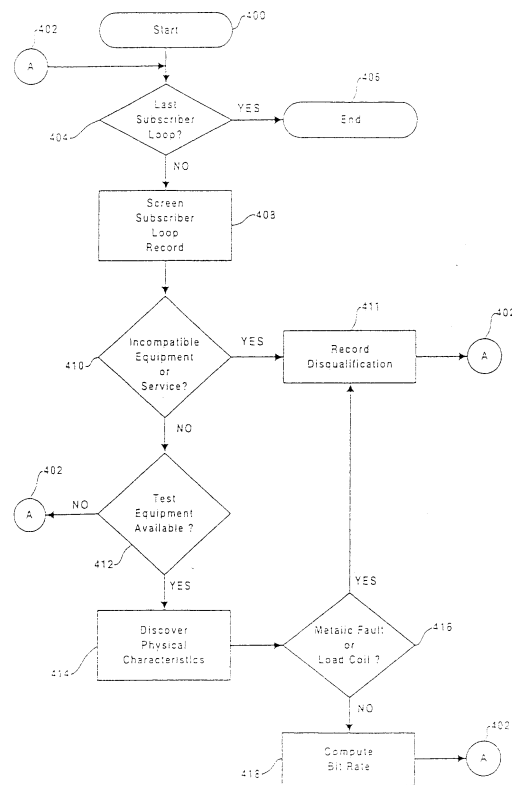 Start
400
402
A
406
Last
Subscriber
Loop?
YES
End
404
NO
Screen
Subscriber
Loop
Record
408
411
402
Incompatible
Equipment
or
Service?
YES
Record
Disqualification
A
410
NO
402
A
NO
Test
Equipment
Available ?
412
YES
YES
Discover
Physical
Characteristics
Metalic Fault
or
Load Coil ?
416
414
NO
402
Compute
Bit Rate
A
418